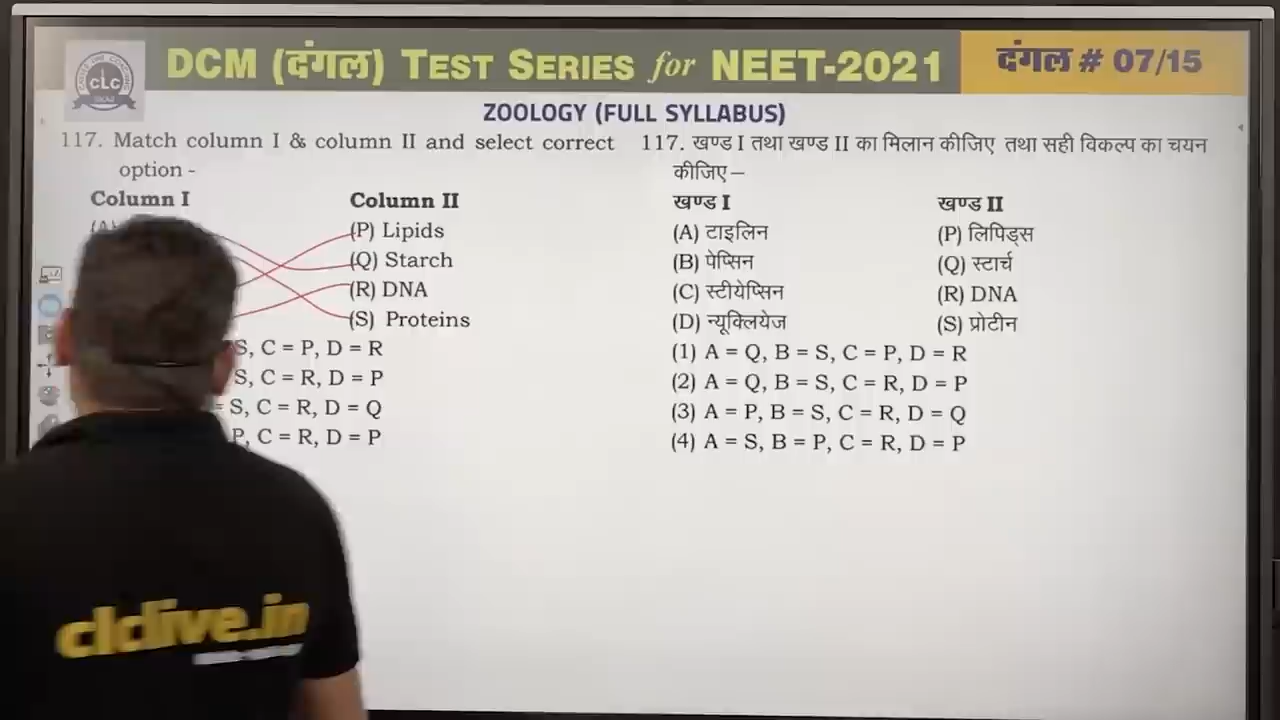 DCM (दंगल) TEST SERIES for NEET-2021
दंगल # 07/15
CLC
ZOOLOGY (FULL SYLLABUS)
117. Match column I & column II and select correct
option -
Column I Column II
(P) Lipids
(Q) Starch
(R) DNA
(S) Proteins
S, C = P, D = R
S, C = R, D = P
= S, C = R, D = Q
P, C = R, D = P
117. खण्ड I तथा खण्ड II का मिलान कीजिए तथा सही विकल्प का चयन
कीजिए –
खण्ड I खण्ड II
(A) टाइलिन (P) लिपिड्स
(B) पेप्सिन (Q) स्टार्च
(C) स्टीयेप्सिन (R) DNA
(D) न्यूक्लियेज (S) प्रोटीन
(1) A = Q, B = S, C = P, D = R
(2) A = Q, B = S, C = R, D = P
(3) A = P, B = S, C = R, D = Q
(4) A = S, B = P, C = R, D = P
clclive.in